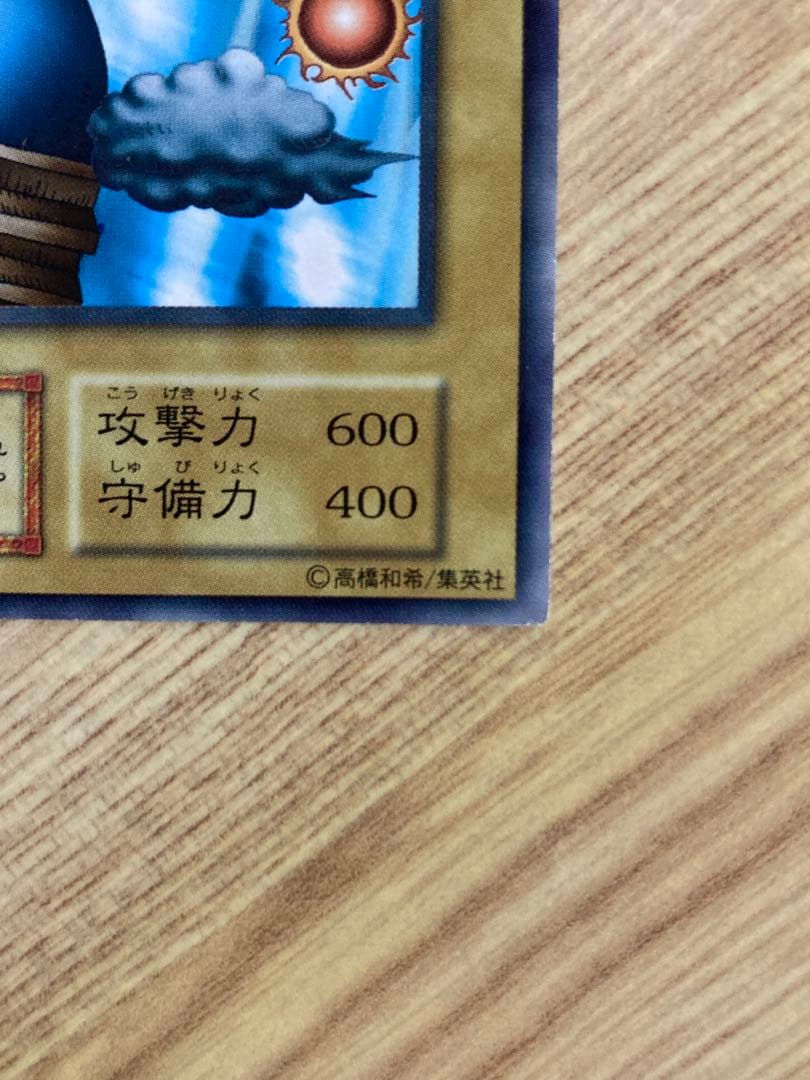 こう げき りょく
攻撃力 600
しゅ び りょく
守備力 400
©高橋和希/集英社